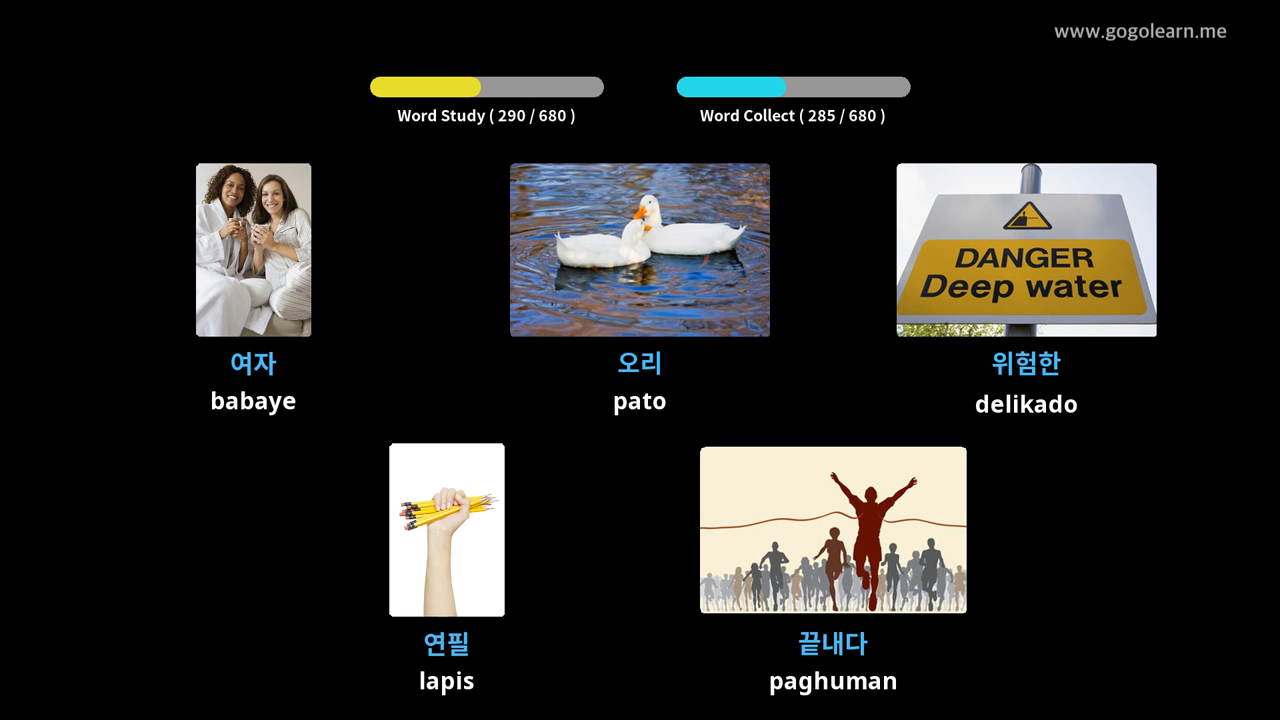 www.gogolearn.me
Word Study ( 290 / 680 )
Word Collect ( 285 / 680 )
DANGER
Deep water
여자
babaye
오리
pato
위험한
delikado
연필
lapis
끝내다
paghuman